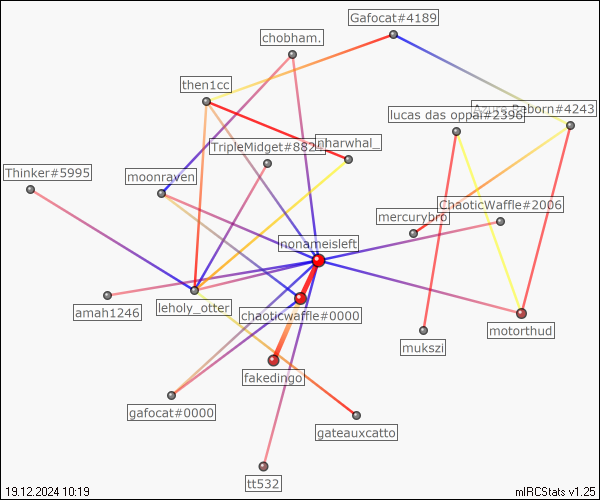 Gafocat#4189
chobham.
then1cc
Azure Reborn#4243
lucas das oppai#2396
nharwhal_
TripleMidget#8824
Thinker#5995
moonraven
ChaoticWaffle#2006
mercurybro
nonameisleft
leholy_otter
amah1246
chaoticwaffle#0000
motorthud
mukszi
fakedingo
gafocat#0000
gateauxcatto
tt532
19.12.2024 10:19
mIRCStats v1.25